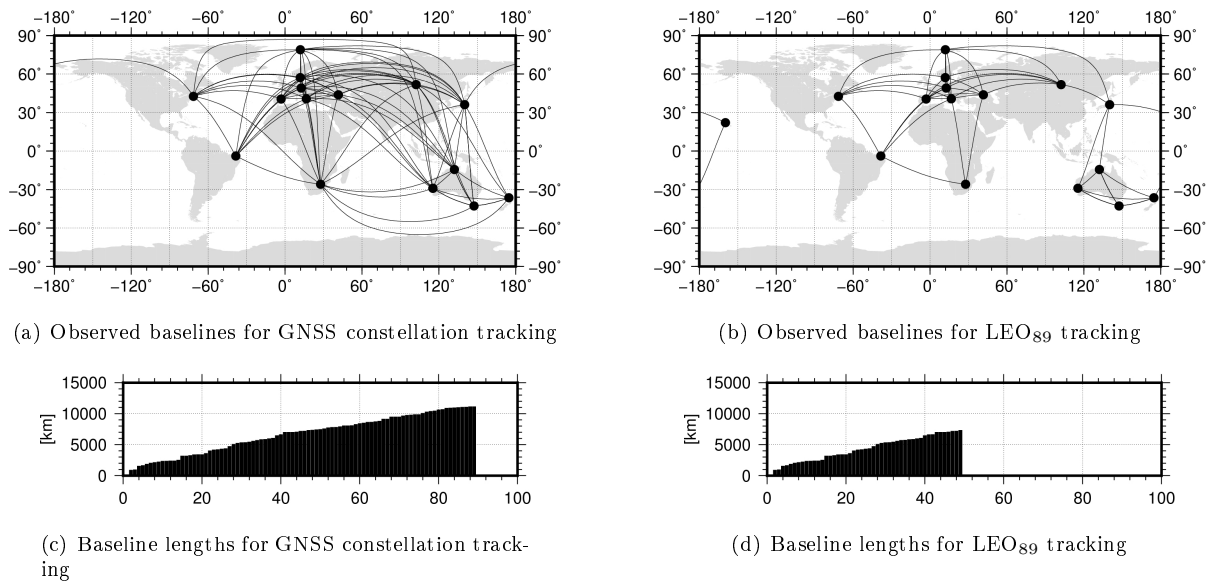 −180° −120° −60° 0° 60° 120° 180°
90° 90°
60° 60°
30° 30°
0° 0°
−30° −30°
−60° −60°
−90° −90°
−180° −120° −60° 0° 60° 120° 180°
(a) Observed baselines for GNSS constellation tracking
−180° −120° −60° 0° 60° 120° 180°
90° 90°
60° 60°
30° 30°
0° 0°
−30° −30°
−60° −60°
−90° −90°
−180° −120° −60° 0° 60° 120° 180°
(b) Observed baselines for LEO₈₉ tracking
15000
10000
5000
0
[km]
0 20 40 60 80 100
(c) Baseline lengths for GNSS constellation track-
ing
15000
10000
5000
0
[km]
0 20 40 60 80 100
(d) Baseline lengths for LEO₈₉ tracking